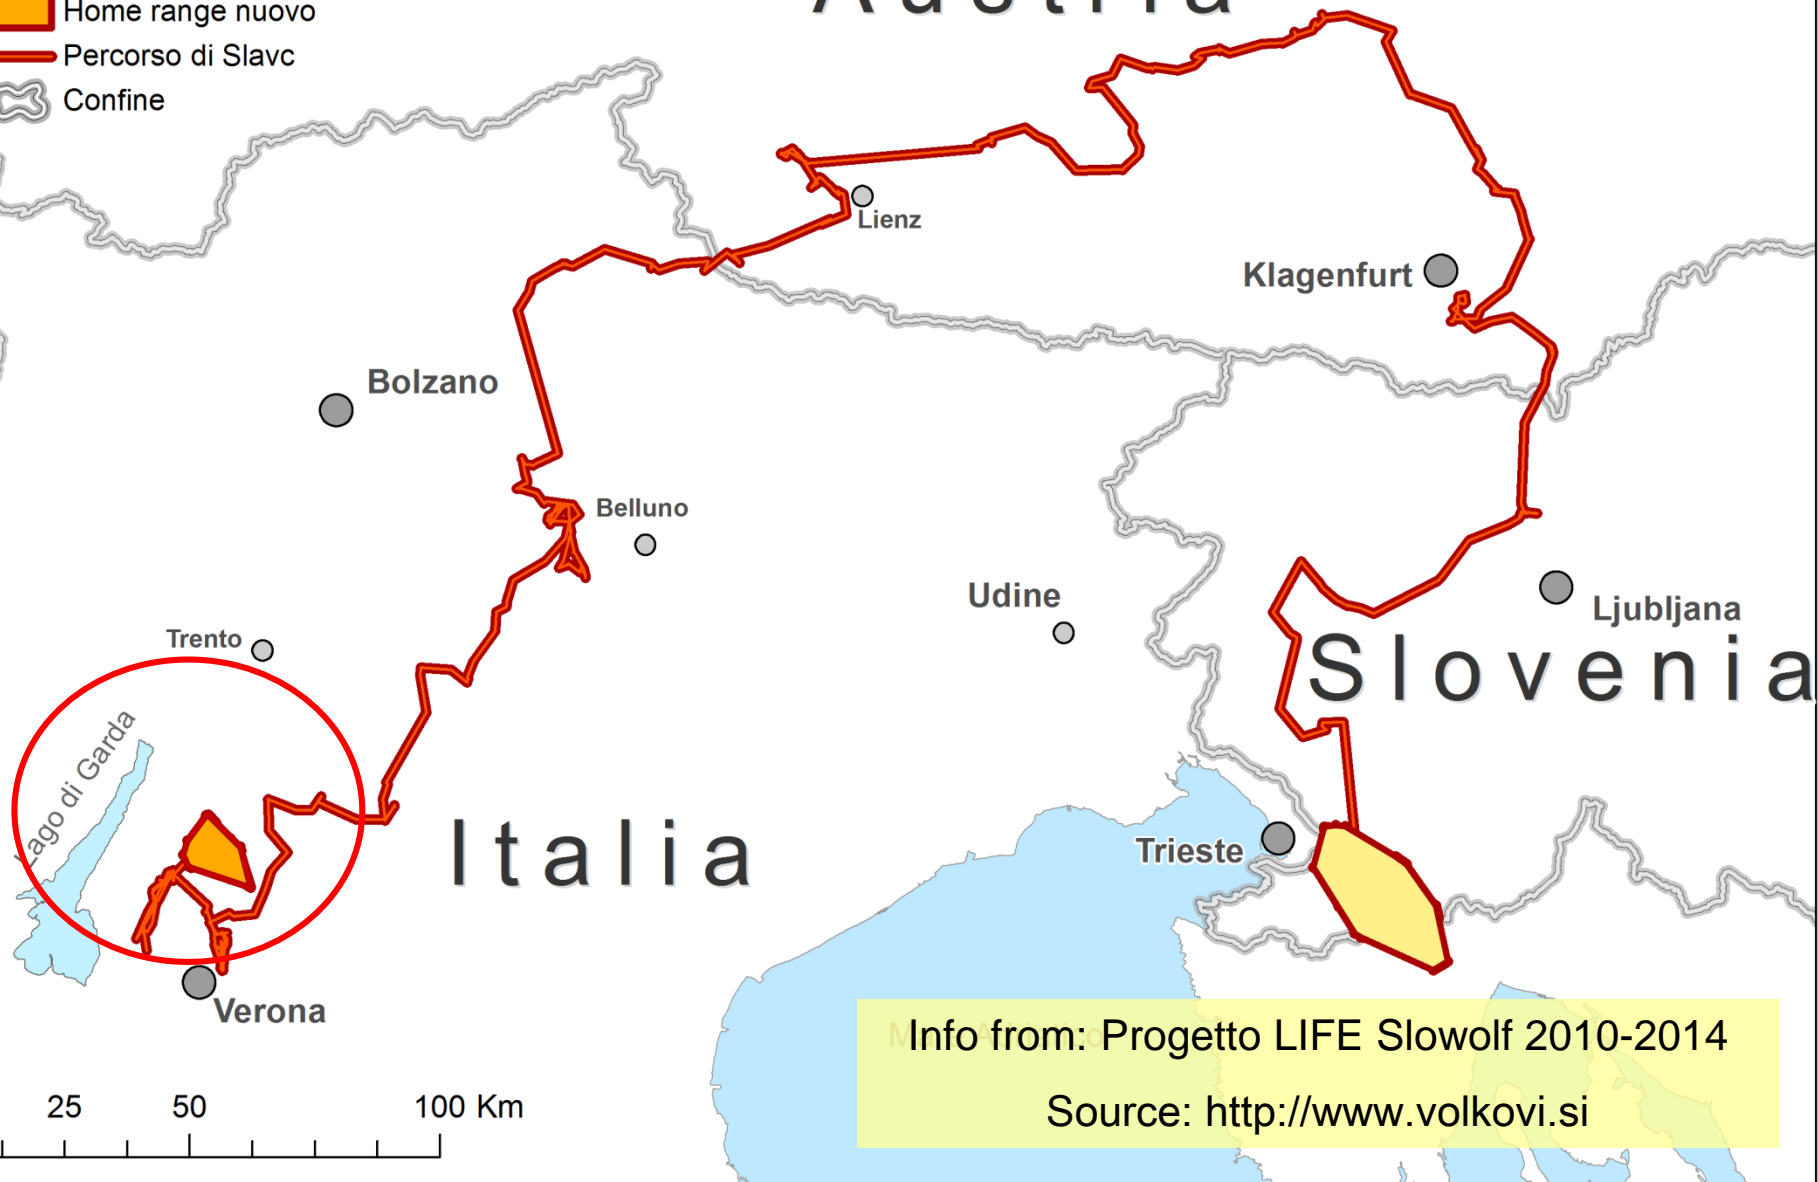 Austria
Home range nuovo
Percorso di Slavc
Confine
Lienz
Klagenfurt
Bolzano
Belluno
Udine
Ljubljana
Trento
Slovenia
Lago di Garda
Italia
Trieste
Verona
Info from: Progetto LIFE Slowolf 2010-2014
Source: http://www.volkovi.si
25 50 100 Km